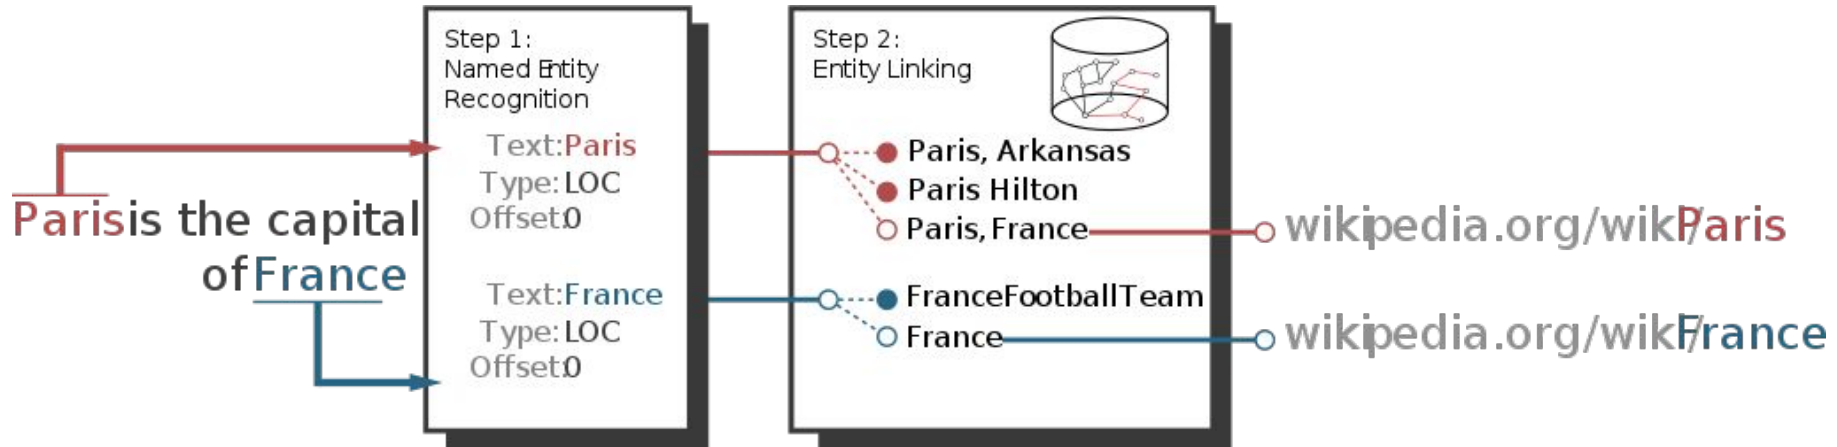 Paris is the capital
of France
Step 1:
Named Entity
Recognition
Text: Paris
Type: LOC
Offset: 0
Text: France
Type: LOC
Offset: 0
Step 2:
Entity Linking
Paris, Arkansas
Paris Hilton
Paris, France
FranceFootballTeam
France
wikipedia.org/wiki/Paris
wikipedia.org/wiki/France